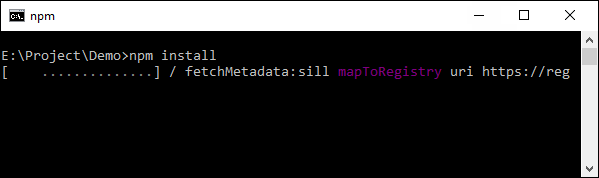 npm
E:\Project\Demo>npm install
[    ..............] / fetchMetadata:sill mapToRegistry uri https://reg